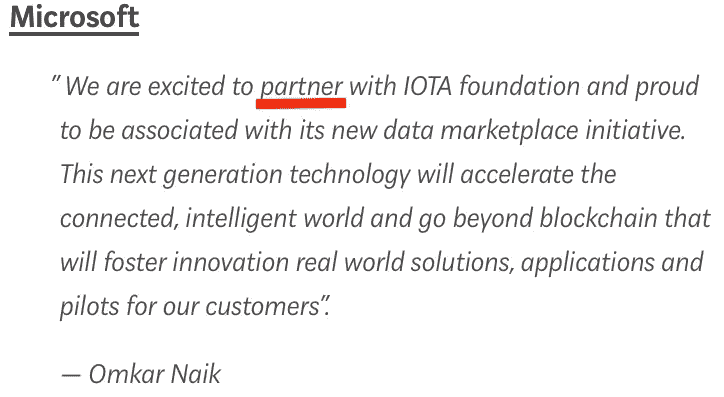 Microsoft
" We are excited to partner with IOTA foundation and proud
to be associated with its new data marketplace initiative.
This next generation technology will accelerate the
connected, intelligent world and go beyond blockchain that
will foster innovation real world solutions, applications and
pilots for our customers".
— Omkar Naik